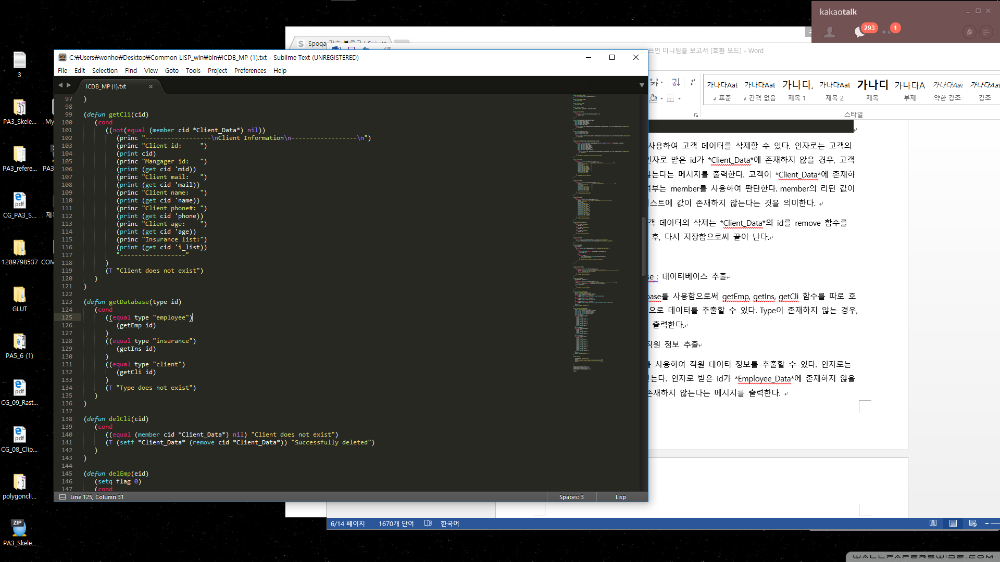 3
PA3_Skele...
My
PA3_refere...
PA3
CG_PA3_S...
1289798537
COM
GLUT
PA5_6 (1)
CG_09_Rast...
CG_08_Clip...
polygoncli...
ZIP
PA3_Skele...
kakaotalk
293
1
C:₩Users₩wonho₩Desktop₩Common LISP_win₩bin₩ICDB_MP (1).txt - Sublime Text (UNREGISTERED)
File Edit Selection Find View Goto Tools Project Preferences Help
ICDB_MP (1).txt
97 )
98
99 (defun getCli(cid)
100 (cond
101 ((not(equal (member cid *Client_Data*) nil))
102 (princ "------------------\nClient Information\n------------------\n")
103 (princ "Client id:     ")
104 (print cid)
105 (princ "Mangager id:   ")
106 (print (get cid 'mid))
107 (princ "Client mail:   ")
108 (print (get cid 'mail))
109 (princ "Client name:   ")
110 (print (get cid 'name))
111 (princ "Client phone#: ")
112 (print (get cid 'phone))
113 (princ "Client age:    ")
114 (print (get cid 'age))
115 (princ "Insurance list:")
116 (print (get cid 'i_list))
117 "------------------"
118 )
119 (T "Client does not exist")
120 )
121 )
122
123 (defun getDatabase(type id)
124 (cond
125 ((equal type "employee")
126 (getEmp id)
127 )
128 ((equal type "insurance")
129 (getIns id)
130 )
131 ((equal type "client")
132 (getCli id)
133 )
134 (T "Type does not exist")
135 )
136 )
137
138 (defun delCli(cid)
139 (cond
140 ((equal (member cid *Client_Data*) nil) "Client does not exist")
141 (T (setf *Client_Data* (remove cid *Client_Data*)) "Successfully deleted")
142 )
143 )
144
145 (defun delEmp(eid)
146 (setq flag 0)
147 (cond
Line 125, Column 31
Spaces: 3
Lisp
프언 미니팀플 보고서 [호환 모드] - Word
가나다AaE 가나다AaE 가나다, 가나다AaE 가나디 가나다A 가나다Aaı 가나다Aaı
표준 간격 없음 제목 1 제목 2 제목 부제 약한 강조 강조
스타일
사용하여 고객 데이터를 삭제할 수 있다. 인자로는 고객의
인자로 받은 id가 *Client_Data*에 존재하지 않을 경우, 고객
않는다는 메시지를 출력한다. 고객이 *Client_Data*에 존재하
여부는 member를 사용하여 판단한다. member의 리턴 값이
스트에 값이 존재하지 않는다는 것을 의미한다.
객 데이터의 삭제는 *Client_Data*의 id를 remove 함수를
후, 다시 저장함으로써 끝이 난다.
se : 데이터베이스 추출
base를 사용함으로써 getEmp, getIns, getCli 함수를 따로 호
으로 데이터를 추출할 수 있다. Type이 존재하지 않는 경우,
출력한다.
직원 정보 추출
를 사용하여 직원 데이터 정보를 추출할 수 있다. 인자로는
받는다. 인자로 받은 id가 *Employee_Data*에 존재하지 않을
존재하지 않는다는 메시지를 출력한다.
6/14 페이지 1670개 단어 한국어
WALLPAPERSWIDE.COM